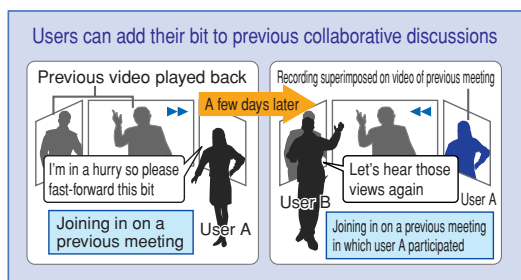 Users can add their bit to previous collaborative discussions
Previous video played back
I'm in a hurry so please
fast-forward this bit
User A
Joining in on a
previous meeting
A few days later
Recording superimposed on video of previous meeting
Let's hear those
views again
User B
User A
Joining in on a previous meeting
in which user A participated